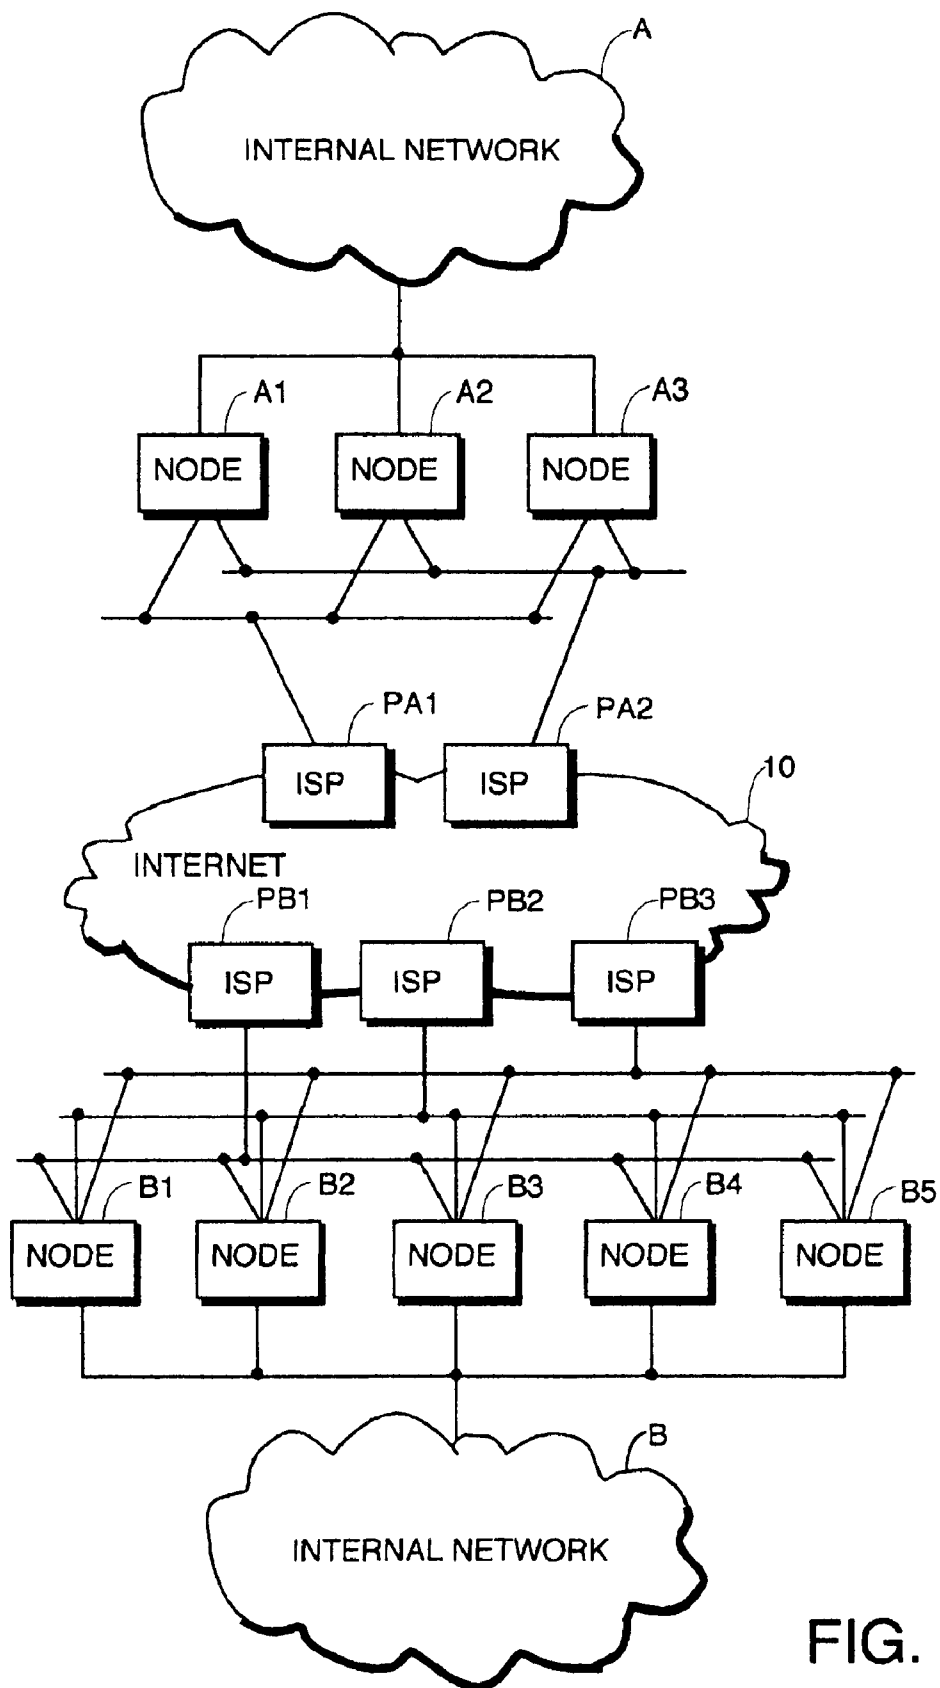 A
INTERNAL NETWORK
A1
A2
A3
NODE
NODE
NODE
PA1
PA2
ISP
ISP
10
INTERNET
PB1
PB2
PB3
ISP
ISP
ISP
B1
B2
B3
B4
B5
NODE
NODE
NODE
NODE
NODE
B
INTERNAL NETWORK
FIG.